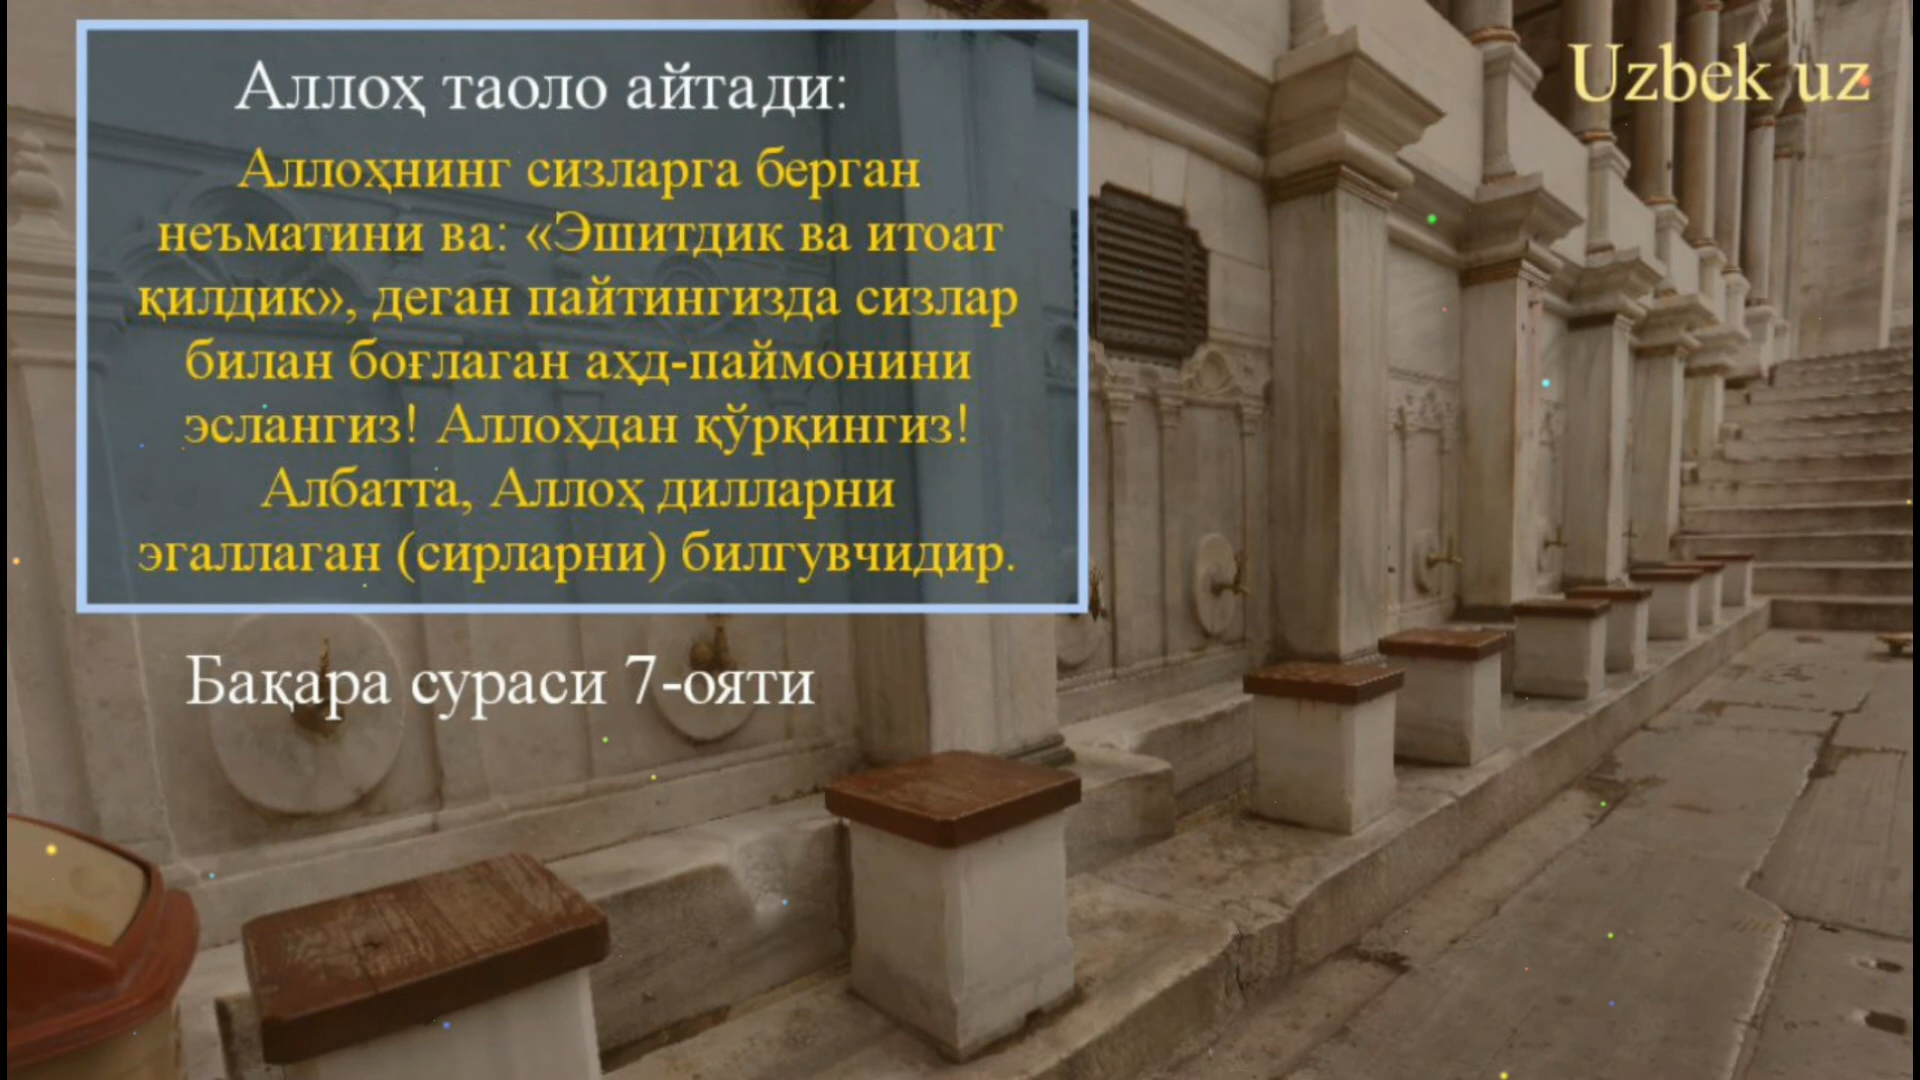 Аллоҳ таоло айтади:
Uzbek uz
Аллоҳнинг сизларга берган
неъматини ва: «Эшитдик ва итоат
қилдик», деган пайтингизда сизлар
билан боғлаган аҳд-паймонини
эслангиз! Аллоҳдан қўрқингиз!
Албатта, Аллоҳ дилларни
эгаллаган (сирларни) билгувчидир.
Бақара сураси 7-ояти